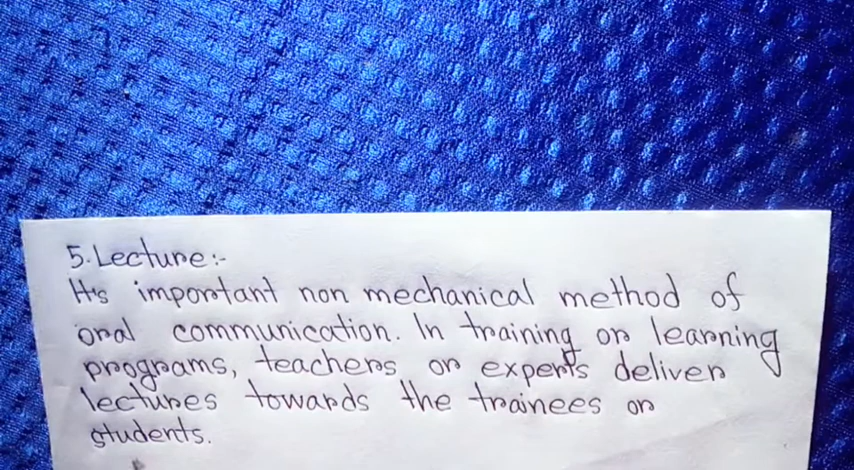 5. Lecture:-
It's important non mechanical method of
oral communication. In training or learning
programs, teachers or experts deliver
lectures towards the trainees or
students.